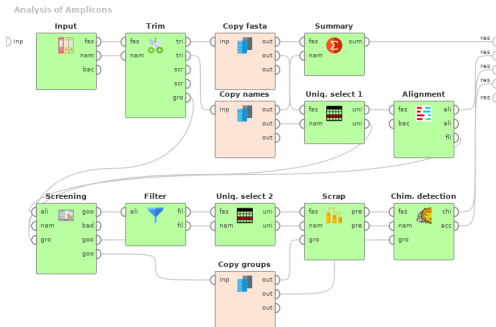 Analysis of Amplicons
Input Trim Copy fasta Summary
inp fas fas tri inp out fas sum res
nam nam tri out nam res
bac scr out res
scr res
gro res
Copy names Uniq. select 1 Alignment
inp out fas uni fas ali
out nam uni bac ali
out fli
Screening Filter Uniq. select 2 Scrap Chim. detection
ali goo ali fil fas uni fas pre fas chi
nam bad fil nam uni nam pre nam acc
gro goo gro gro
goo
Copy groups
inp out
out
out